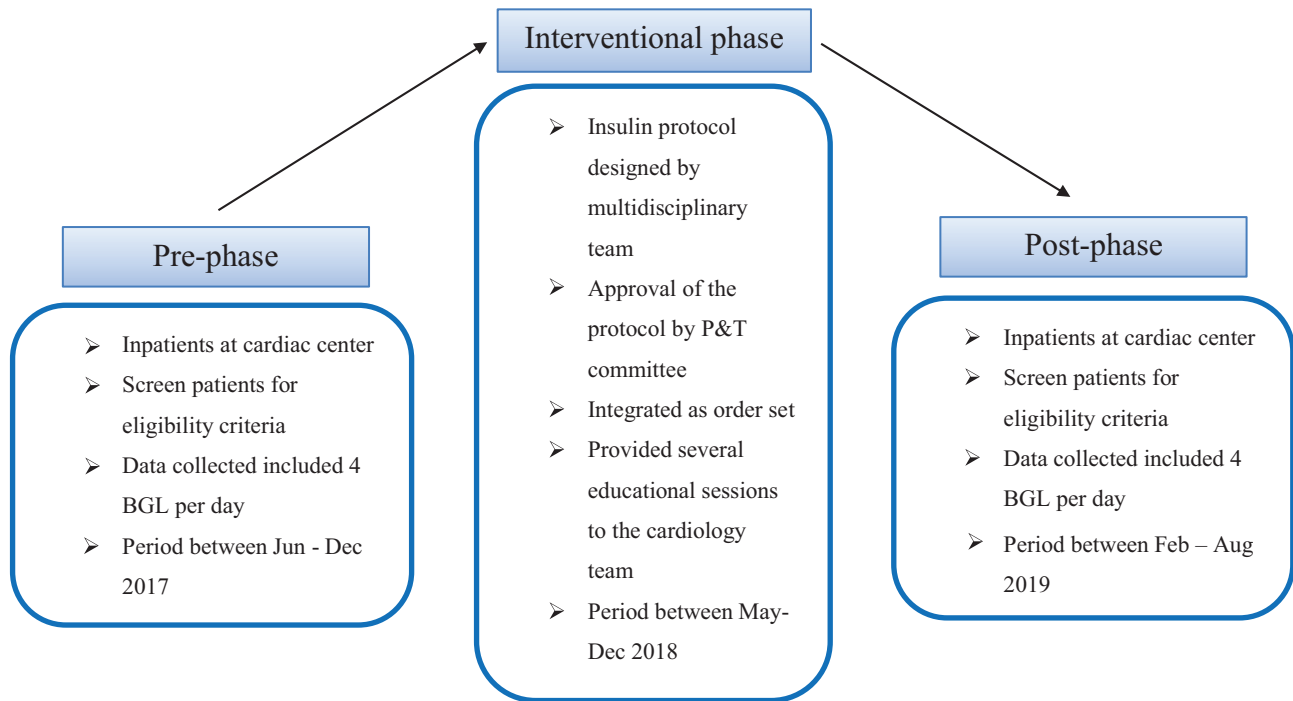 Interventional phase
➢ Insulin protocol
designed by
multidisciplinary
team
➢ Approval of the
protocol by P&T
committee
➢ Integrated as order set
➢ Provided several
educational sessions
to the cardiology
team
➢ Period between May-
Dec 2018
Pre-phase
➢ Inpatients at cardiac center
➢ Screen patients for
eligibility criteria
➢ Data collected included 4
BGL per day
➢ Period between Jun - Dec
2017
Post-phase
➢ Inpatients at cardiac center
➢ Screen patients for
eligibility criteria
➢ Data collected included 4
BGL per day
➢ Period between Feb – Aug
2019